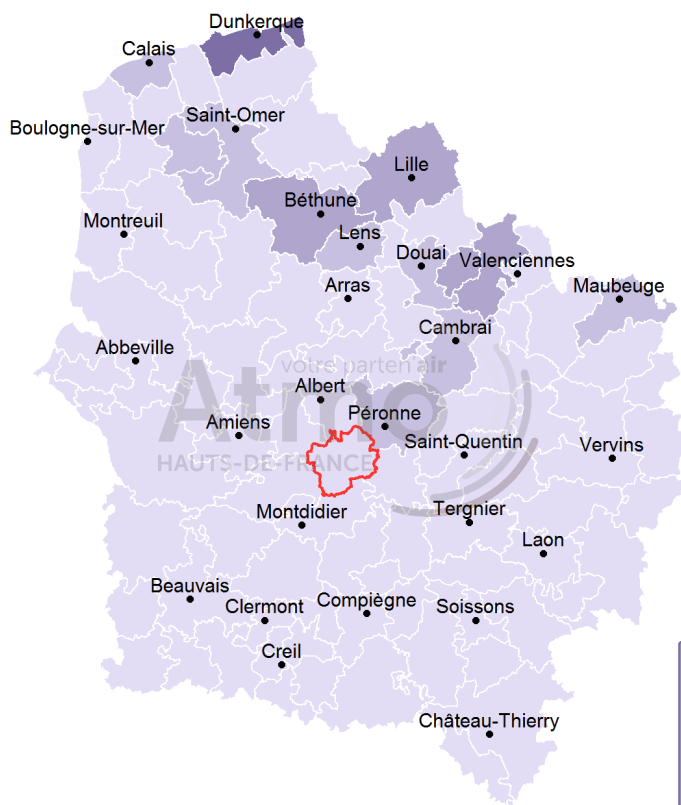 Dunkerque
Calais
Saint-Omer
Boulogne-sur-Mer
Lille
Béthune
Montreuil
Lens
Douai
Valenciennes
Maubeuge
Arras
Cambrai
Abbeville
votre parten'air
Albert
Atmo
Péronne
Amiens
Saint-Quentin
Vervins
HAUTS-DE-FRANCE
Montdidier
Tergnier
Laon
Beauvais
Clermont
Compiègne
Soissons
Creil
Château-Thierry